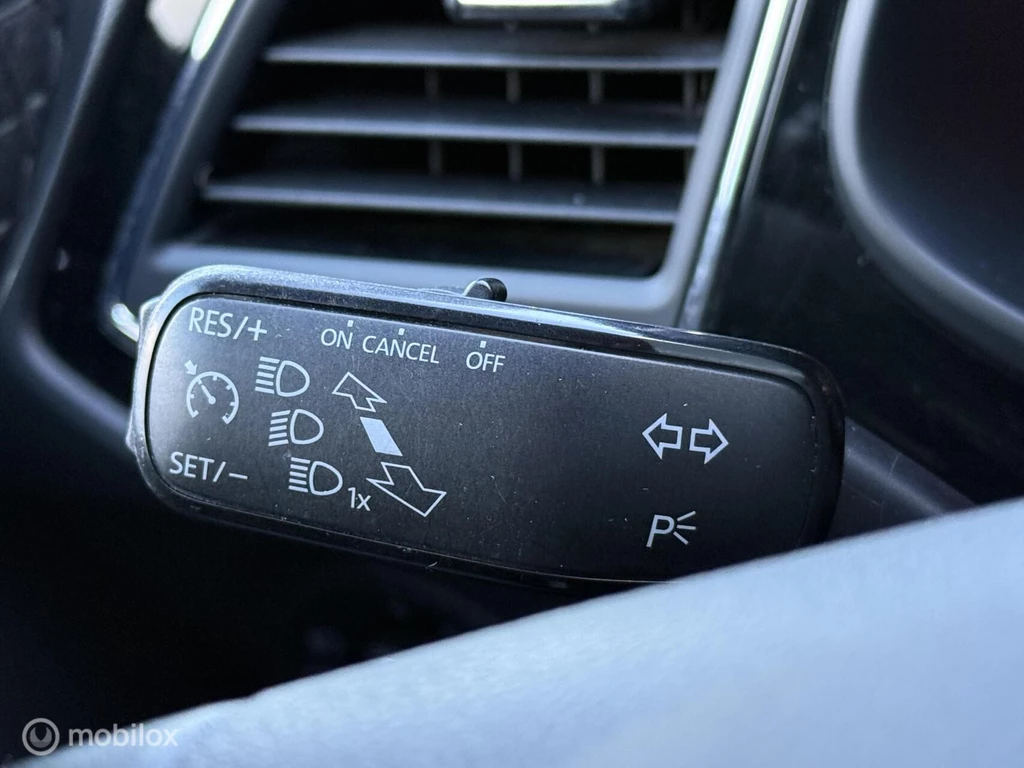 RES/+
ON CANCEL OFF
SET/−
1x
P
mobilox